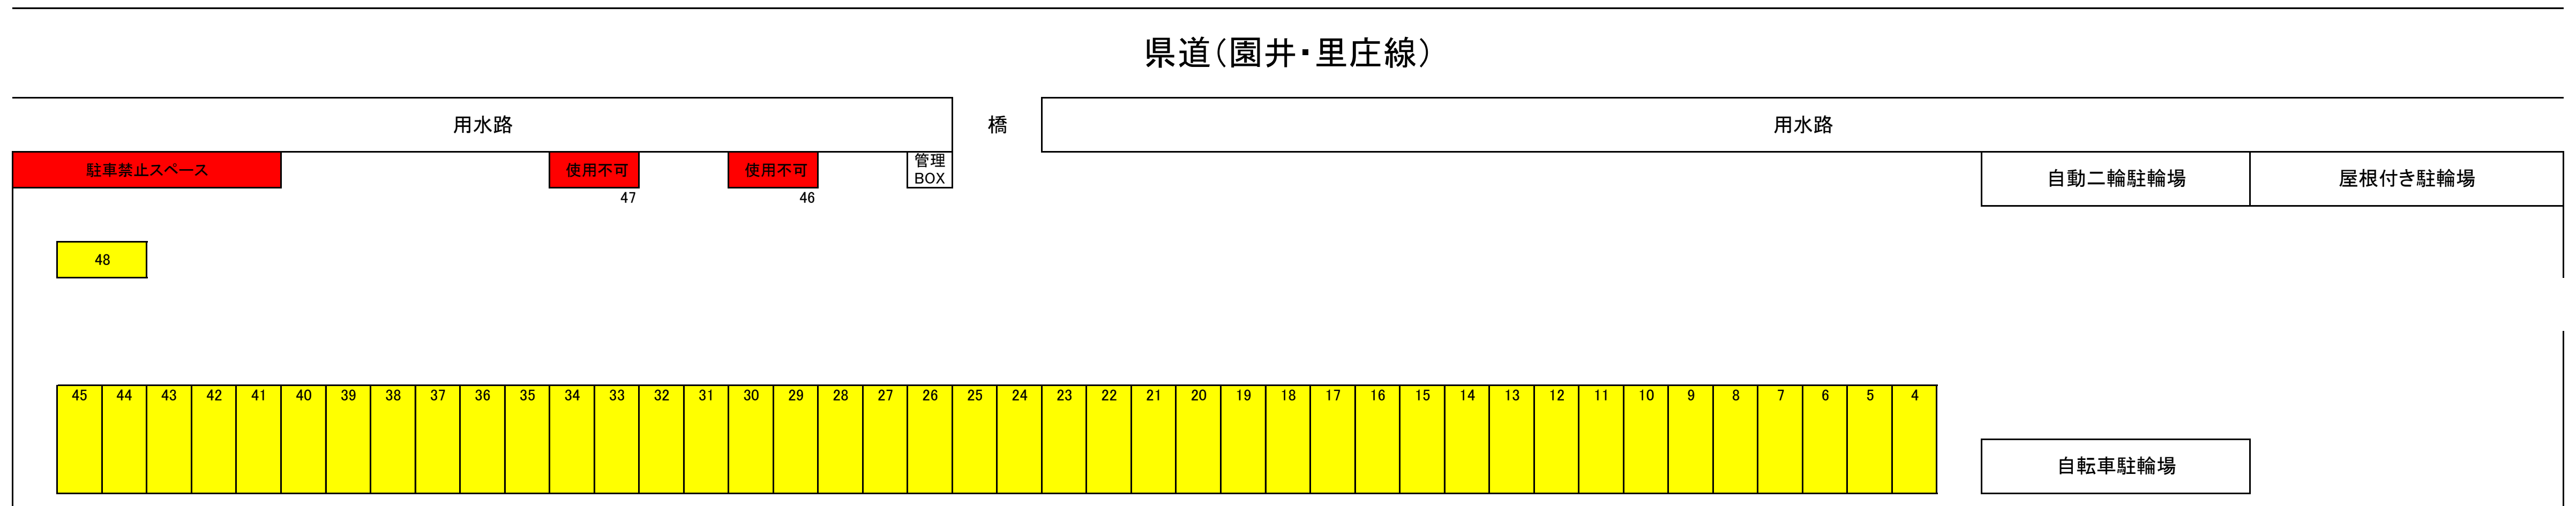 県道(園井・里庄線)
用水路
橋
用水路
駐車禁止スペース
使用不可
使用不可
管理
BOX
自動二輪駐輪場
屋根付き駐輪場
47
46
48
45 44 43 42 41 40 39 38 37 36 35 34 33 32 31 30 29 28 27 26 25 24 23 22 21 20 19 18 17 16 15 14 13 12 11 10 9 8 7 6 5 4
自転車駐輪場